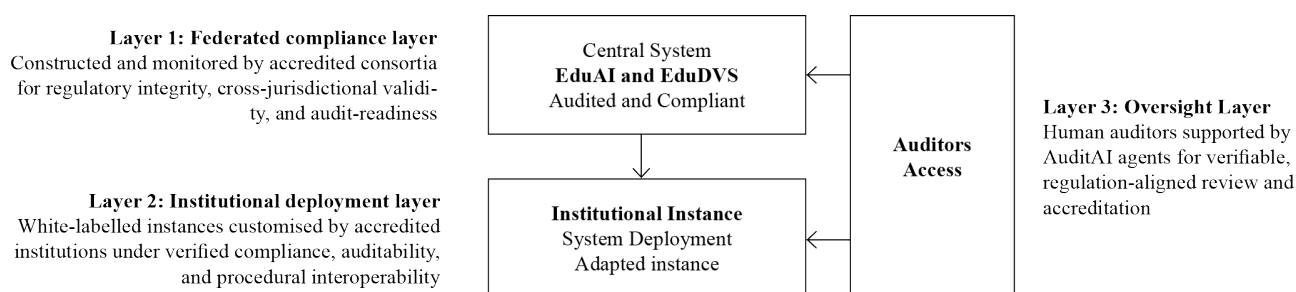 Layer 1: Federated compliance layer
Constructed and monitored by accredited consortia
for regulatory integrity, cross-jurisdictional validi-
ty, and audit-readiness
Central System
EduAI and EduDVS
Audited and Compliant
Layer 2: Institutional deployment layer
White-labelled instances customised by accredited
institutions under verified compliance, auditability,
and procedural interoperability
Institutional Instance
System Deployment
Adapted instance
Auditors
Access
Layer 3: Oversight Layer
Human auditors supported by
AuditAI agents for verifiable,
regulation-aligned review and
accreditation